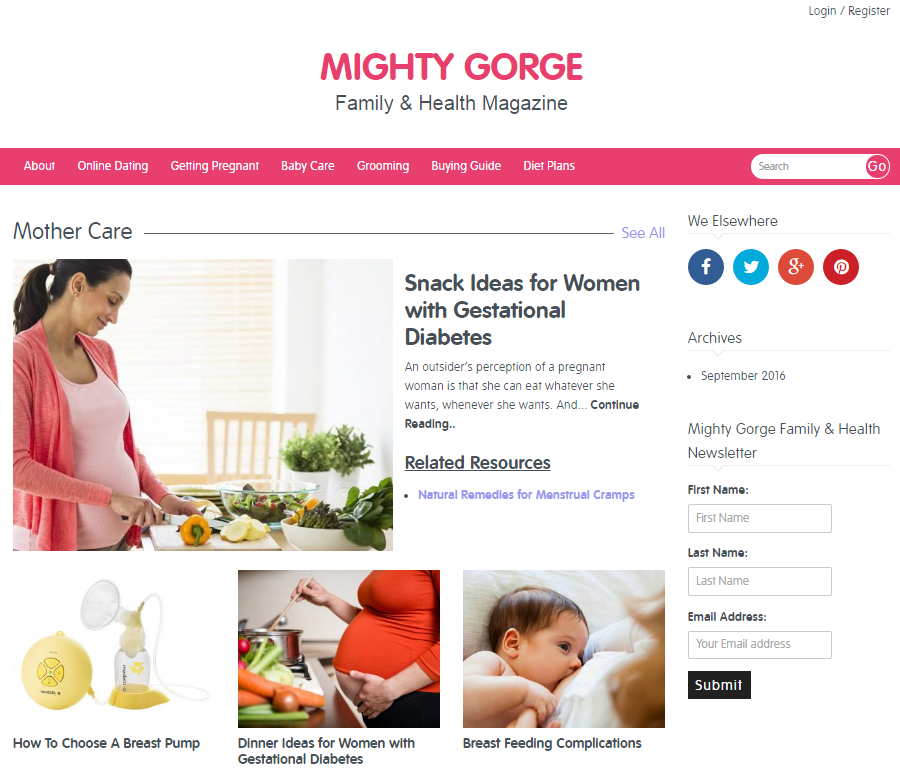 Login / Register
MIGHTY GORGE
Family & Health Magazine
About Online Dating Getting Pregnant Baby Care Grooming Buying Guide Diet Plans Search Go
Mother Care See All
Snack Ideas for Women
with Gestational
Diabetes
An outsider's perception of a pregnant
woman is that she can eat whatever she
wants, whenever she wants. And... Continue
Reading..
Related Resources
Natural Remedies for Menstrual Cramps
How To Choose A Breast Pump
Dinner Ideas for Women with
Gestational Diabetes
Breast Feeding Complications
We Elsewhere
Archives
September 2016
Mighty Gorge Family & Health
Newsletter
First Name:
First Name
Last Name:
Last Name
Email Address:
Your Email address
Submit